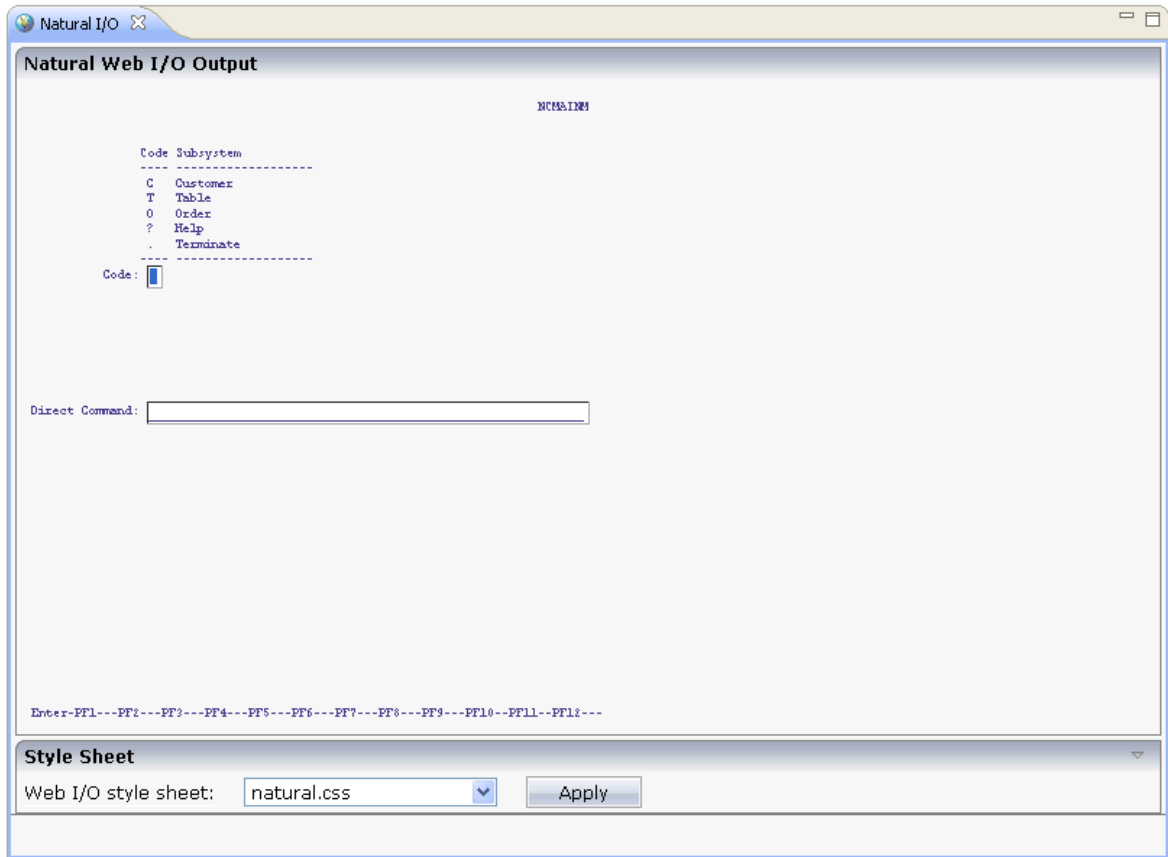 Natural I/O
Natural Web I/O Output
NCMAINM
Code Subsystem
---- -------------------
C Customer
T Table
O Order
? Help
. Terminate
---- -------------------
Code:
Direct Command:
Enter-PF1---PF2---PF3---PF4---PF5---PF6---PF7---PF8---PF9---PF10--PF11--PF12---
Style Sheet
Web I/O style sheet: natural.css Apply